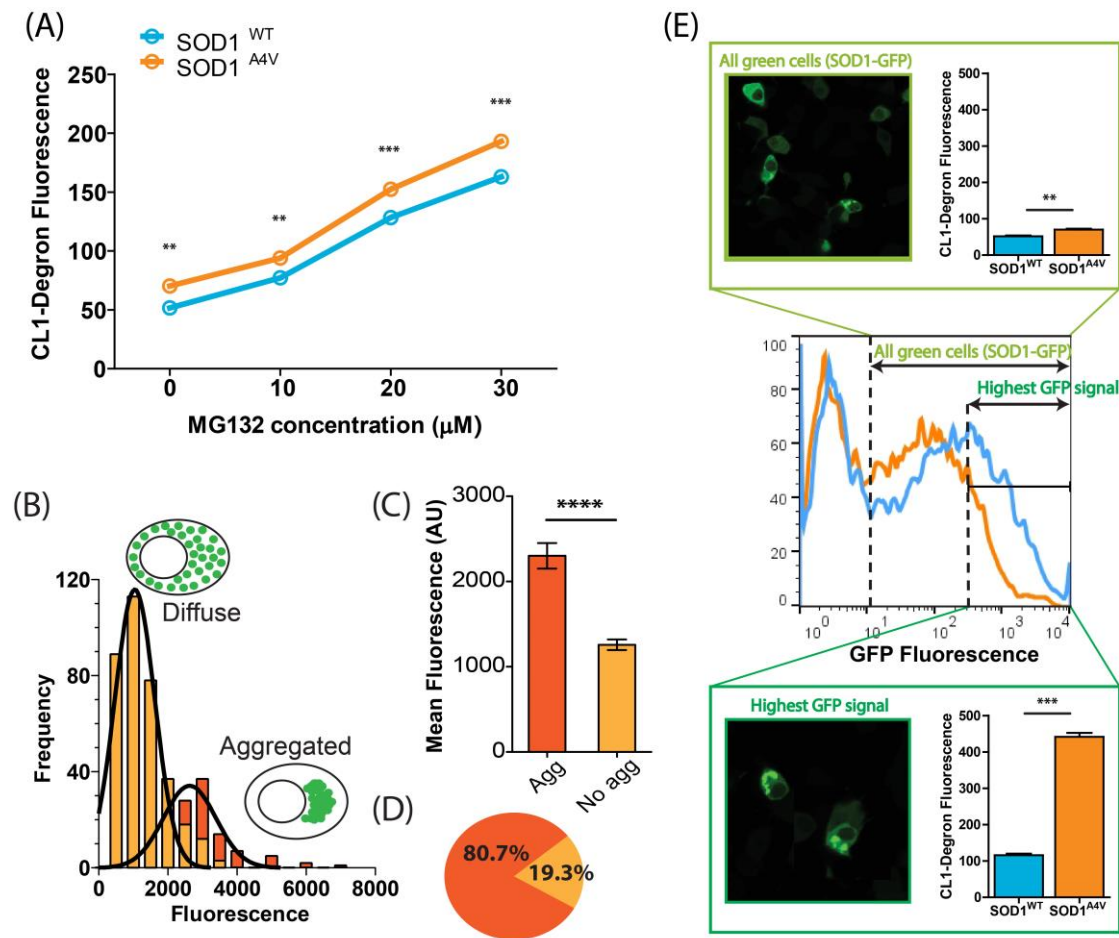 (A)
SOD1 WT
SOD1 A4V
250
200
150
100
50
0
CL1-Degron Fluorescence
**
**
***
***
0 10 20 30
MG132 concentration (μM)
(B)
Diffuse
Aggregated
120
80
40
0
Frequency
0 2000 4000 6000 8000
Fluorescence
(C)
3000
2000
1000
0
Mean Fluorescence (AU)
****
Agg
No agg
(D)
80.7%
19.3%
(E)
All green cells (SOD1-GFP)
500
400
300
200
100
0
CL1-Degron Fluorescence
**
SOD1WT SOD1A4V
All green cells (SOD1-GFP)
Highest GFP signal
100
80
60
40
20
0
10^0 10^1 10^2 10^3 10^4
GFP Fluorescence
Highest GFP signal
500
400
300
200
100
0
CL1-Degron Fluorescence
***
SOD1WT SOD1A4V